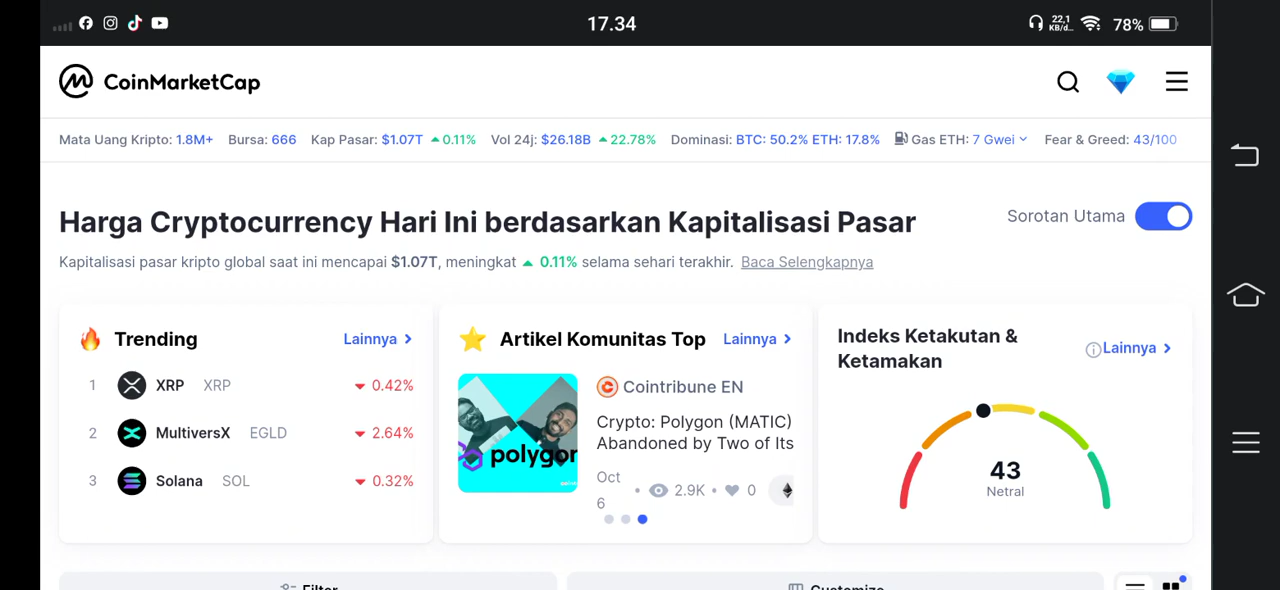 17.34
22,1
KB/d...
78%
CoinMarketCap
Mata Uang Kripto: 1.8M+ Bursa: 666 Kap Pasar: $1.07T 0.11% Vol 24j: $26.18B 22.78% Dominasi: BTC: 50.2% ETH: 17.8% Gas ETH: 7 Gwei Fear & Greed: 43/100
Harga Cryptocurrency Hari Ini berdasarkan Kapitalisasi Pasar
Sorotan Utama
Kapitalisasi pasar kripto global saat ini mencapai $1.07T, meningkat 0.11% selama sehari terakhir. Baca Selengkapnya
Trending
Lainnya
1 XRP XRP 0.42%
2 MultiversX EGLD 2.64%
3 Solana SOL 0.32%
Artikel Komunitas Top
Lainnya
polygon
Cointribune EN
Crypto: Polygon (MATIC)
Abandoned by Two of Its
Oct
6 • 2.9K • 0
Indeks Ketakutan &
Ketamakan
Lainnya
43
Netral
Filter
Customize